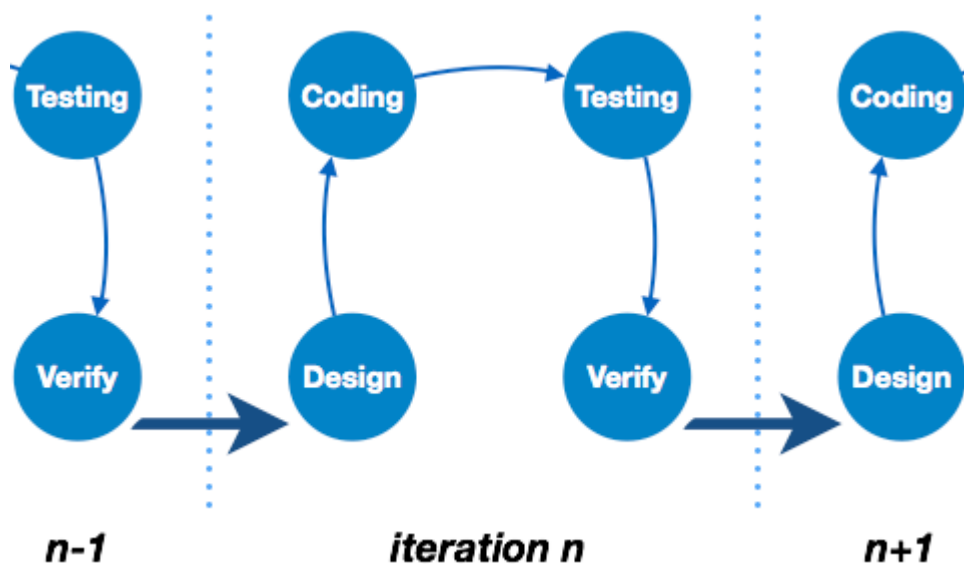 Testing
Coding
Testing
Coding
Verify
Design
Verify
Design
n-1
iteration n
n+1